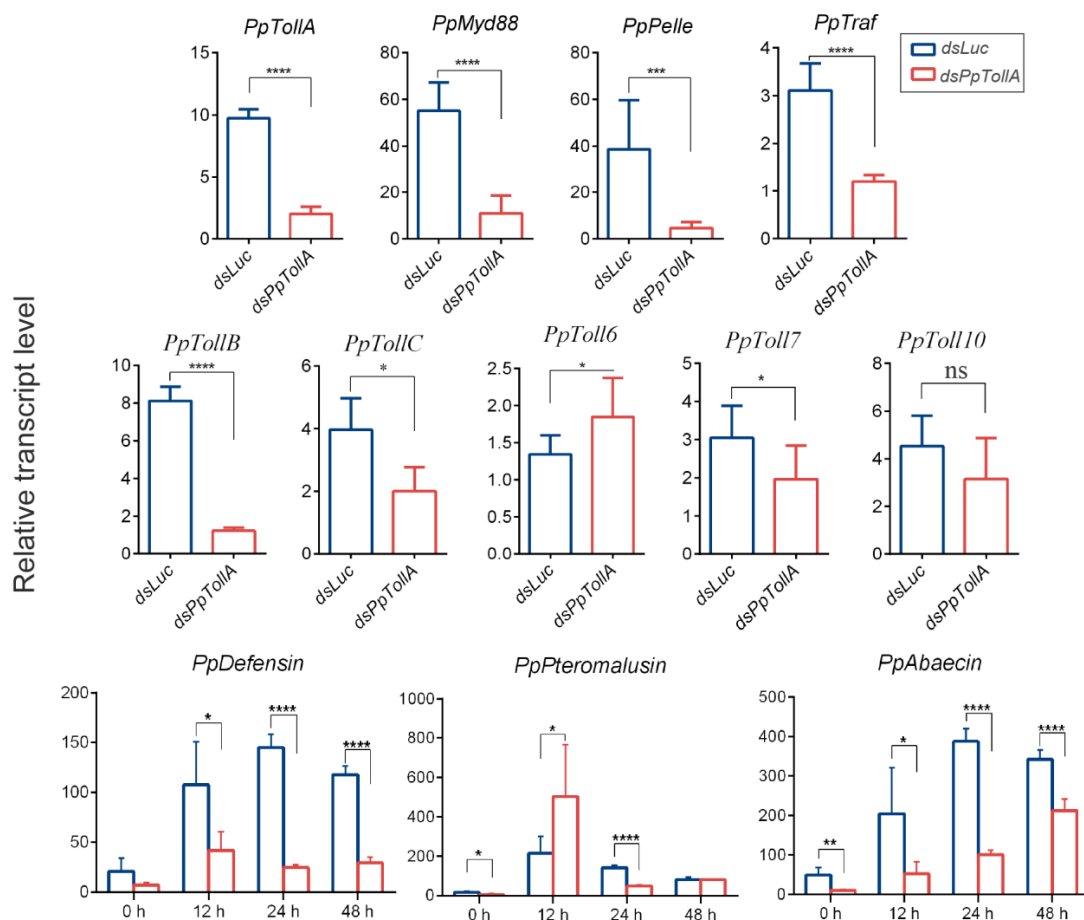 PpTollA PpMyd88 PpPelle PpTraf
dsLuc
dsPpTollA
15 80 80 4
**** **** *** ****
10 60 60 3
40 40 2
5 20 20 1
0 0 0 0
dsLuc dsPpTollA dsLuc dsPpTollA dsLuc dsPpTollA dsLuc dsPpTollA
Relative transcript level
PpTollB PpTollC PpToll6 PpToll7 PpToll10
10 6 2.5 5 8
**** * * * ns
8 2.0 4 6
6 4 1.5 3 4
4 2 1.0 2
2 0.5 1 2
0 0 0.0 0 0
dsLuc dsPpTollA dsLuc dsPpTollA dsLuc dsPpTollA dsLuc dsPpTollA dsLuc dsPpTollA
PpDefensin PpPteromalusin PpAbaecin
200 1000 500
* **** **** * * **** ** * **** ****
150 800 400
100 600 300
50 400 200
200 100
0 0 0
0 h 12 h 24 h 48 h 0 h 12 h 24 h 48 h 0 h 12 h 24 h 48 h